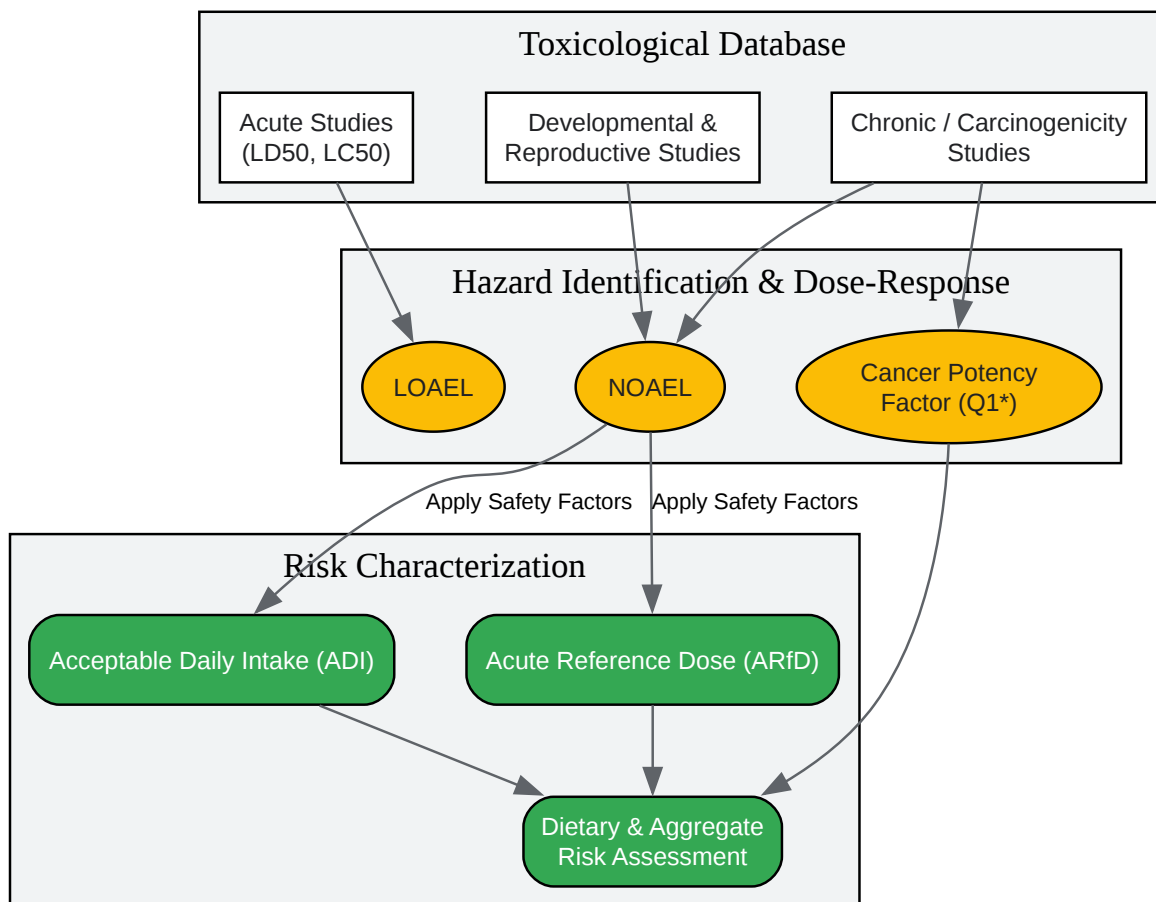 Toxicological Database
Acute Studies
(LD50, LC50)
Developmental &
Reproductive Studies
Chronic / Carcinogenicity
Studies
Hazard Identification & Dose-Response
LOAEL
NOAEL
Cancer Potency
Factor (Q1*)
Apply Safety Factors
Apply Safety Factors
Risk Characterization
Acceptable Daily Intake (ADI)
Acute Reference Dose (ARfD)
Dietary & Aggregate
Risk Assessment